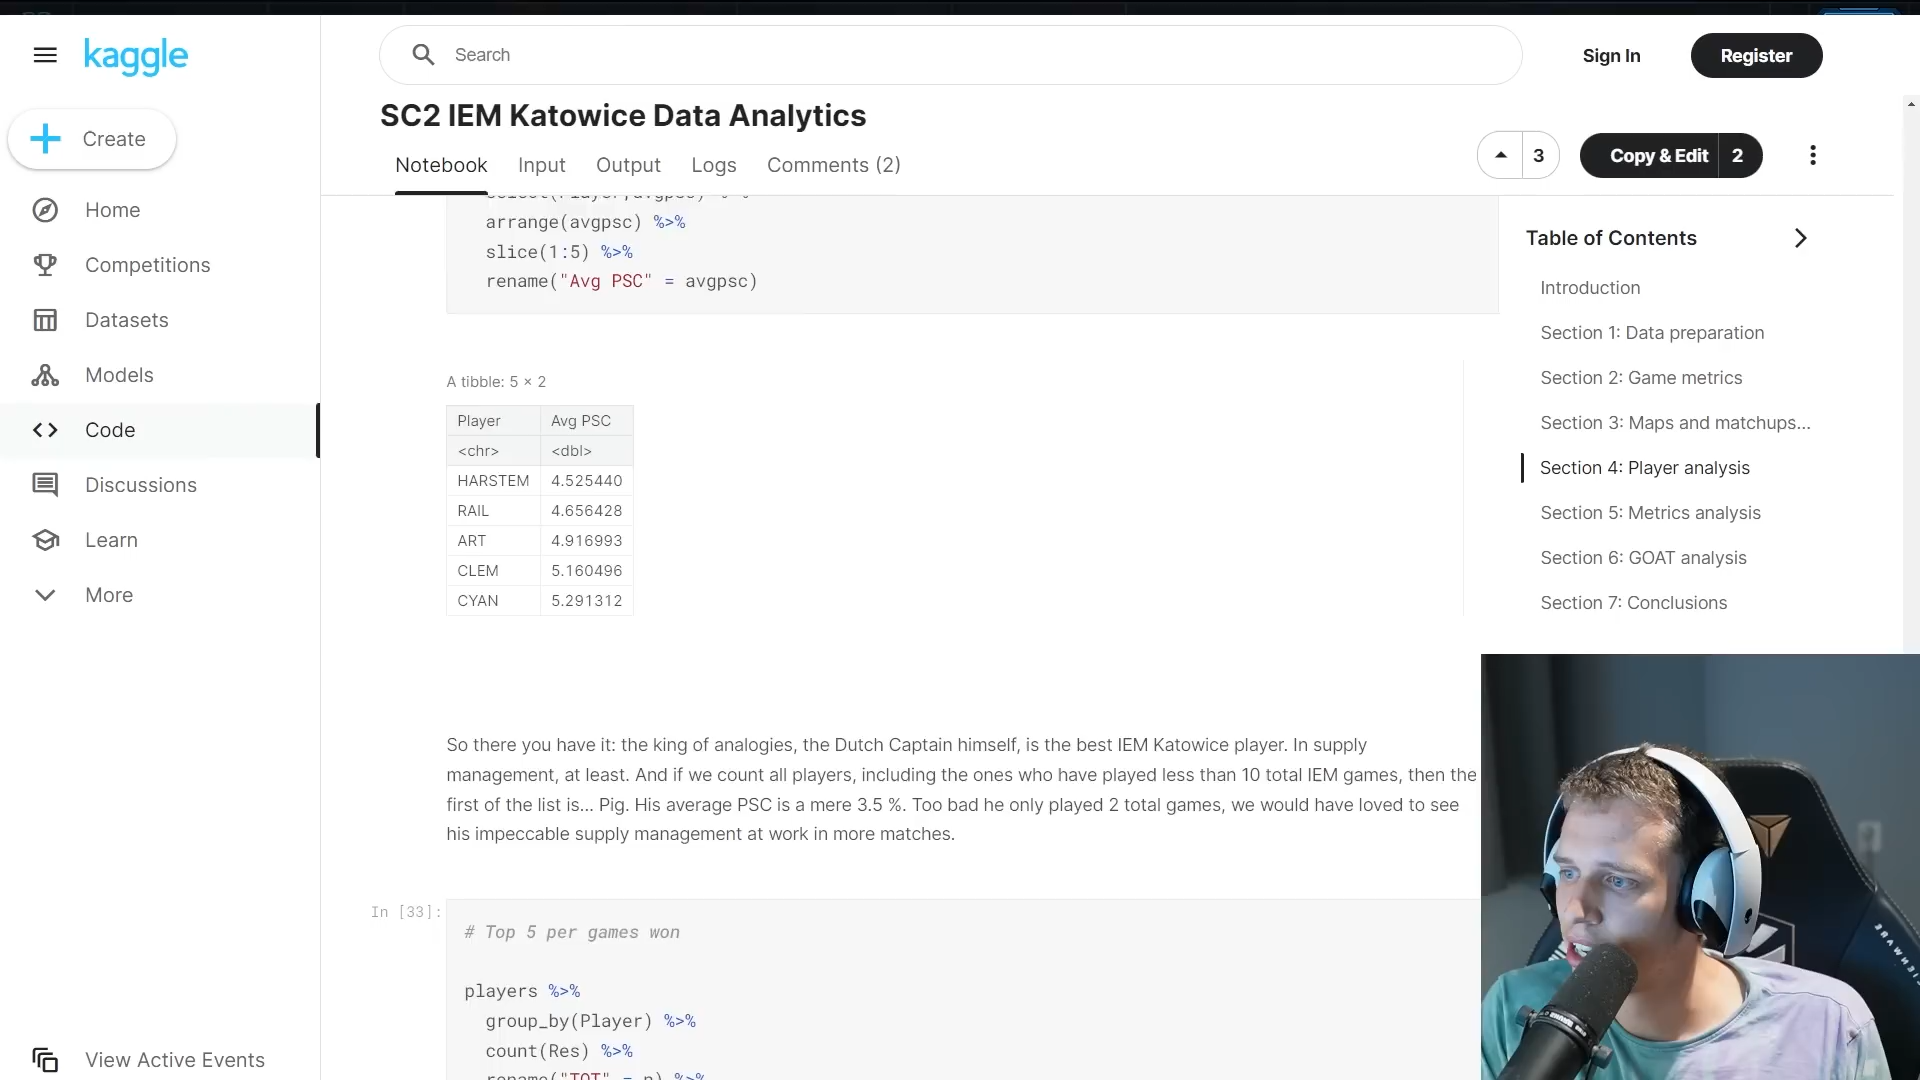 kaggle
Search
Sign In
Register
Create
SC2 IEM Katowice Data Analytics
Notebook
Input
Output
Logs
Comments (2)
3
Copy & Edit
2
Home
Competitions
Datasets
Models
Code
Discussions
Learn
More
View Active Events
arrange(avgpsc) %>%
slice(1:5) %>%
rename("Avg PSC" = avgpsc)
A tibble: 5 × 2
Player Avg PSC
<chr> <dbl>
HARSTEM 4.525440
RAIL 4.656428
ART 4.916993
CLEM 5.160496
CYAN 5.291312
So there you have it: the king of analogies, the Dutch Captain himself, is the best IEM Katowice player. In supply
management, at least. And if we count all players, including the ones who have played less than 10 total IEM games, then the
first of the list is... Pig. His average PSC is a mere 3.5 %. Too bad he only played 2 total games, we would have loved to see
his impeccable supply management at work in more matches.
In [33]:
# Top 5 per games won
players %>%
group_by(Player) %>%
count(Res) %>%
rename("TOT" = n) %>%
Table of Contents
Introduction
Section 1: Data preparation
Section 2: Game metrics
Section 3: Maps and matchups...
Section 4: Player analysis
Section 5: Metrics analysis
Section 6: GOAT analysis
Section 7: Conclusions